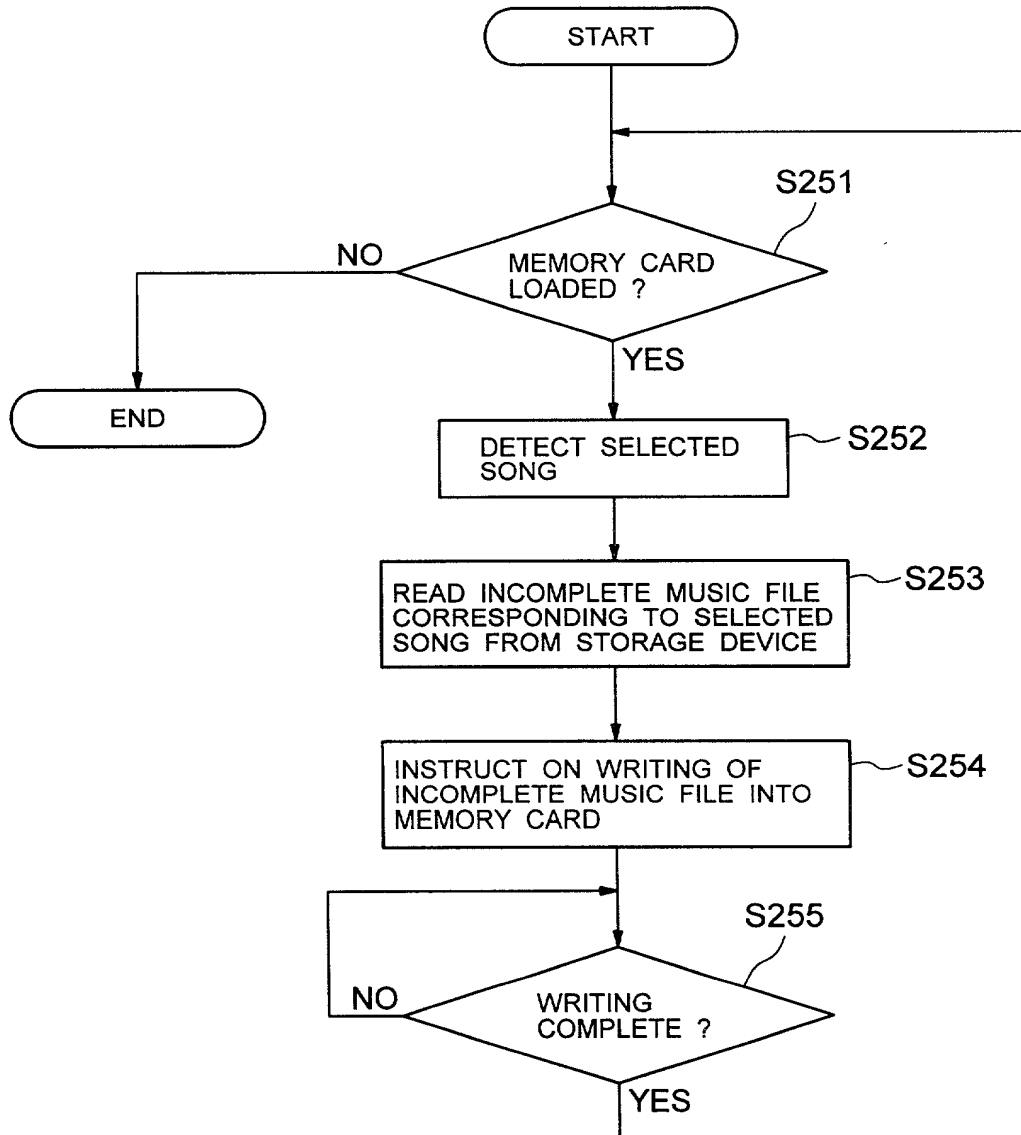 START
S251
NO
MEMORY CARD
LOADED ?
YES
END
DETECT SELECTED
SONG
S252
READ INCOMPLETE MUSIC FILE
CORRESPONDING TO SELECTED
SONG FROM STORAGE DEVICE
S253
INSTRUCT ON WRITING OF
INCOMPLETE MUSIC FILE INTO
MEMORY CARD
S254
S255
NO
WRITING
COMPLETE ?
YES